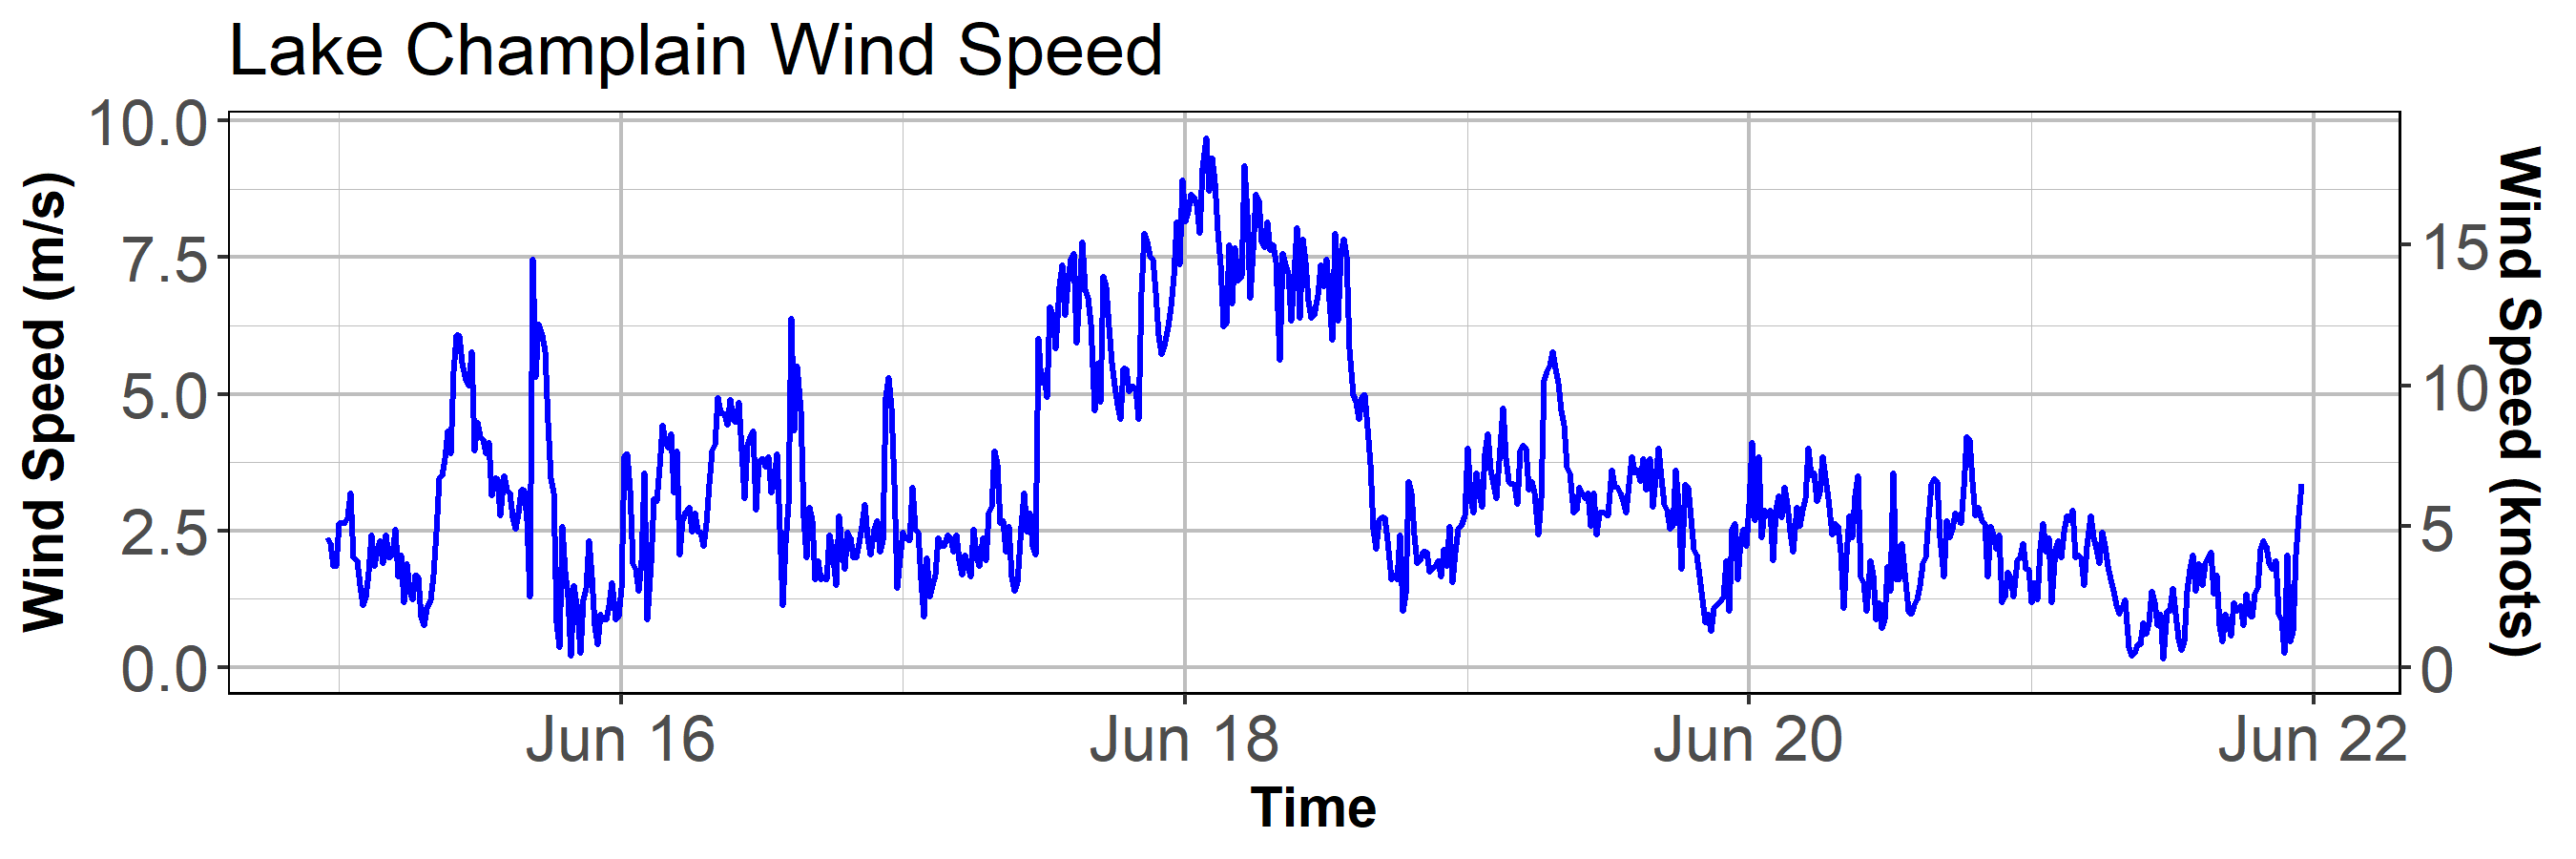 Lake Champlain Wind Speed
10.0
7.5
5.0
2.5
0.0
Wind Speed (m/s)
15
10
5
0
Wind Speed (knots)
Jun 16
Jun 18
Jun 20
Jun 22
Time